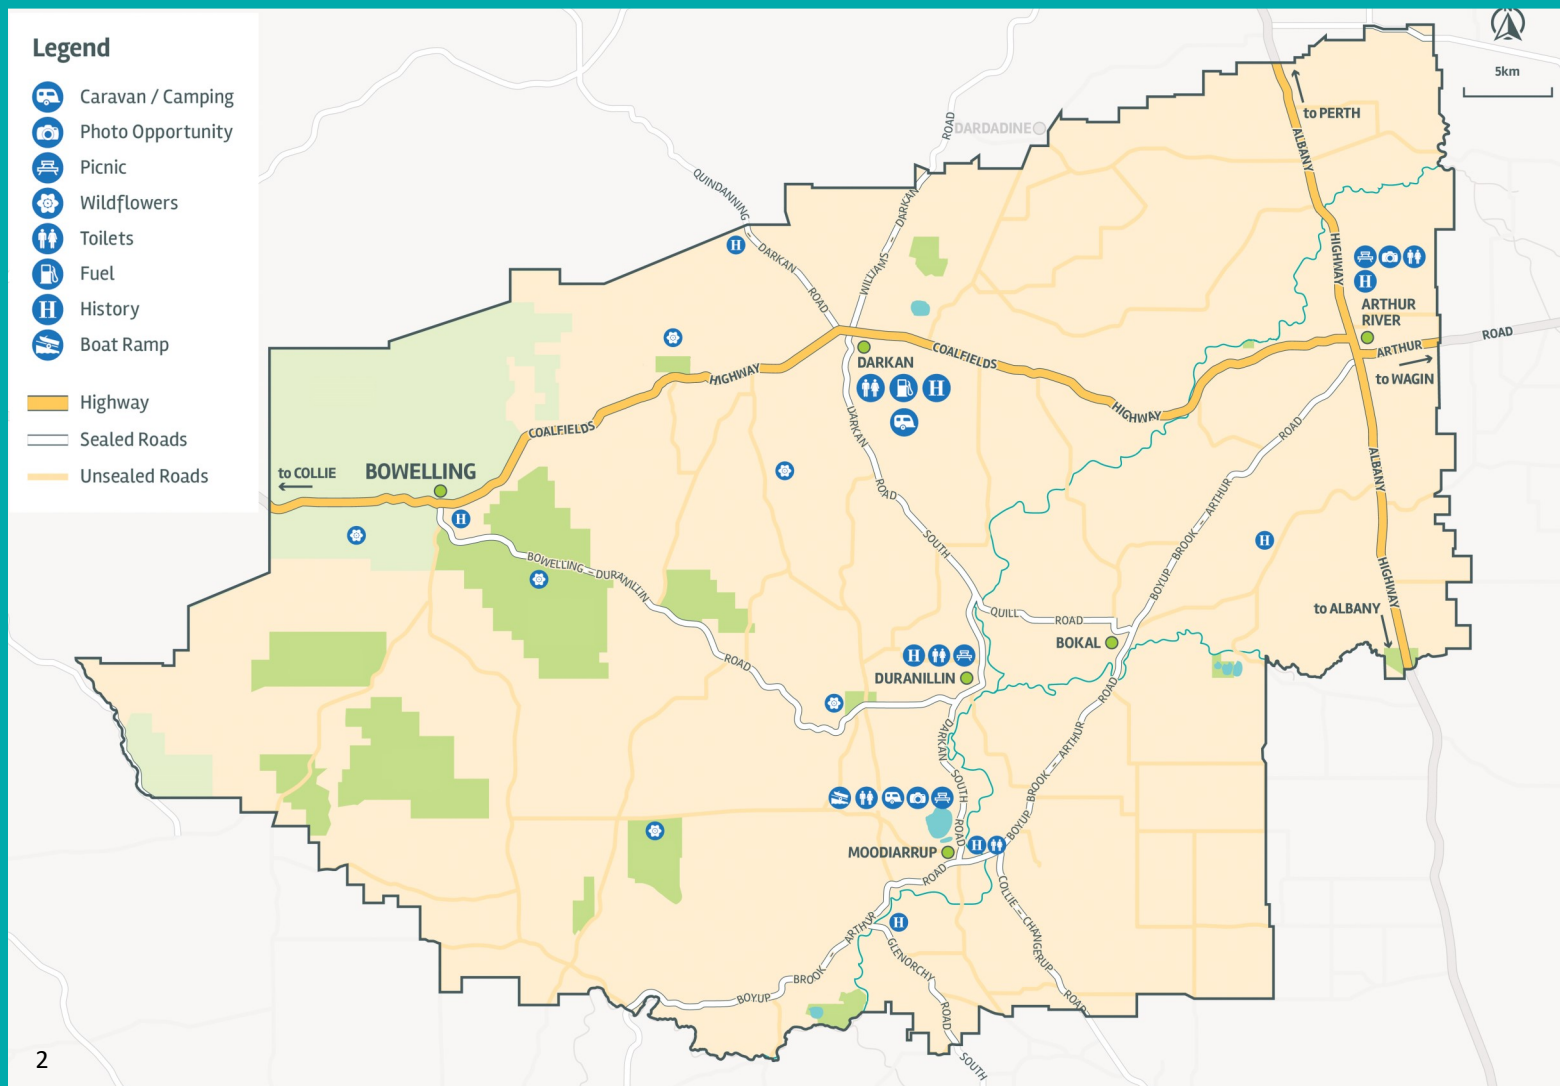 Legend
Caravan / Camping
Photo Opportunity
Picnic
Wildflowers
Toilets
Fuel
H History
Boat Ramp
Highway
Sealed Roads
Unsealed Roads
N
5km
to PERTH
DARDADINE
ROAD
QUINDANNING – DARKAN ROAD
WILLIAMS – DARKAN
ALBANY HIGHWAY
H
H
ARTHUR
RIVER
ARTHUR ROAD
to WAGIN
DARKAN
H
COALFIELDS HIGHWAY
COALFIELDS HIGHWAY
to COLLIE
BOWELLING
H
BOWELLING – DURANILLIN ROAD
DARKAN ROAD SOUTH
ALBANY HIGHWAY
to ALBANY
H
BOYUP – BROOK – ARTHUR ROAD
QUILL ROAD
BOKAL
H
DURANILLIN
DARKAN SOUTH ROAD
BOYUP BROOK – ARTHUR ROAD
MOODIARRUP
H
H
BOYUP BROOK – ARTHUR ROAD
COLLIE – CHANGERUP ROAD
GLENORCHY ROAD SOUTH
2